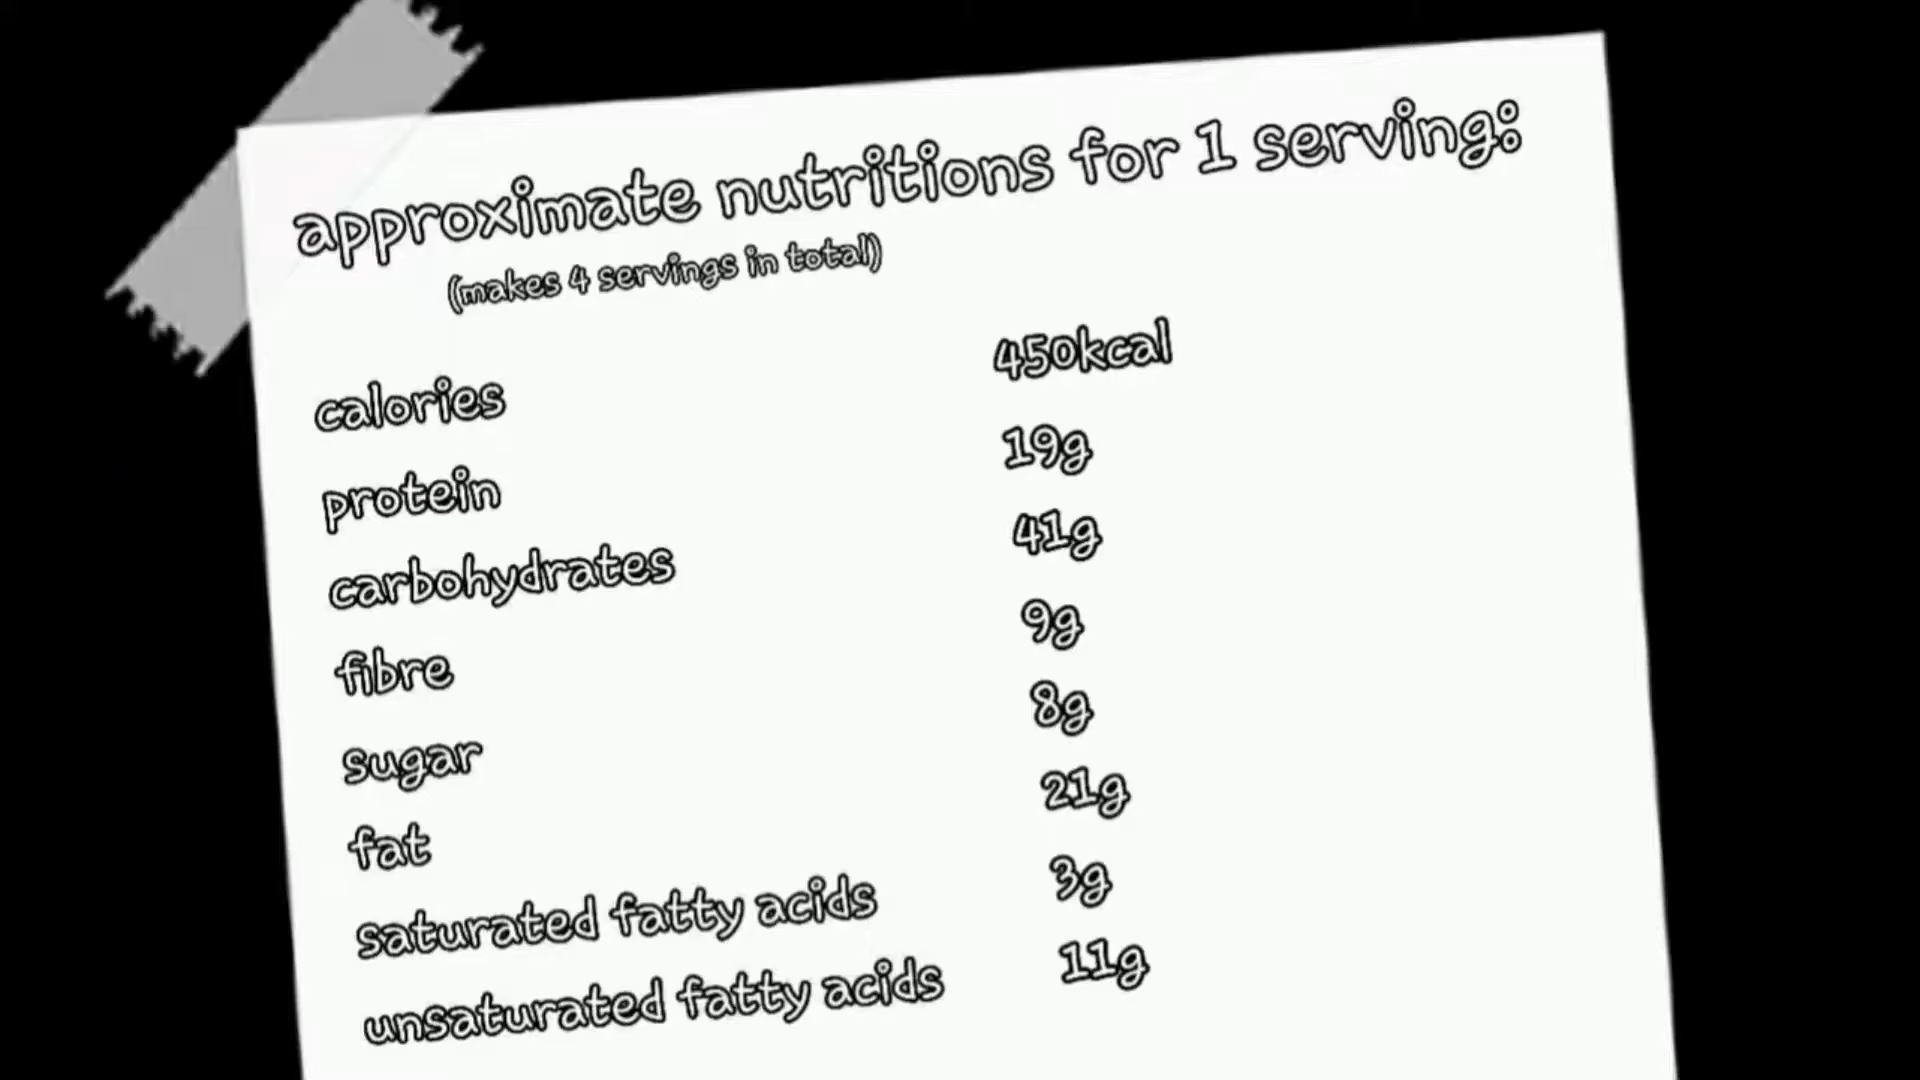 approximate nutritions for 1 serving:
(makes 4 servings in total)
calories 450kcal
protein 19g
carbohydrates 41g
fibre 9g
sugar 8g
fat 21g
saturated fatty acids 3g
unsaturated fatty acids 11g